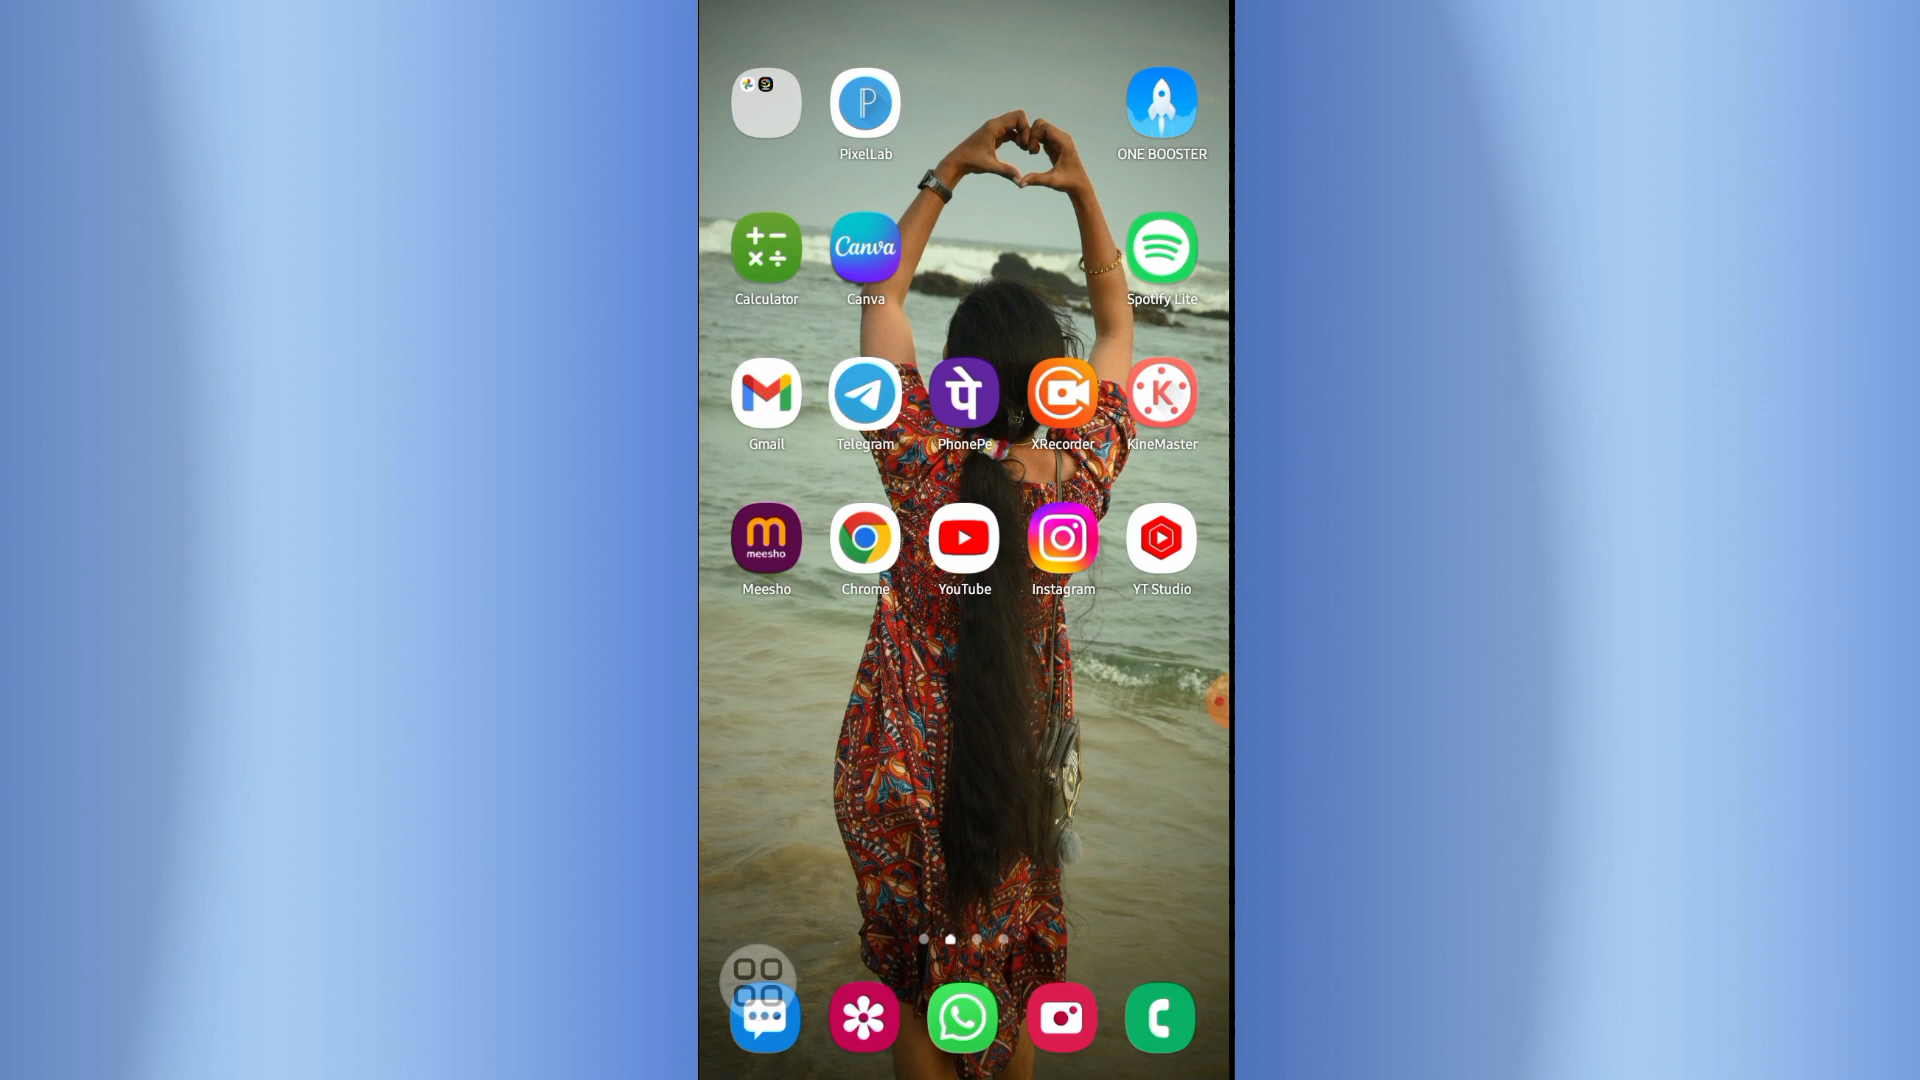 P
PixelLab
ONE BOOSTER
Canva
Calculator
Canva
Spotify Lite
पे
K
Gmail
Telegram
PhonePe
XRecorder
KineMaster
m
meesho
Meesho
Chrome
YouTube
Instagram
YT Studio